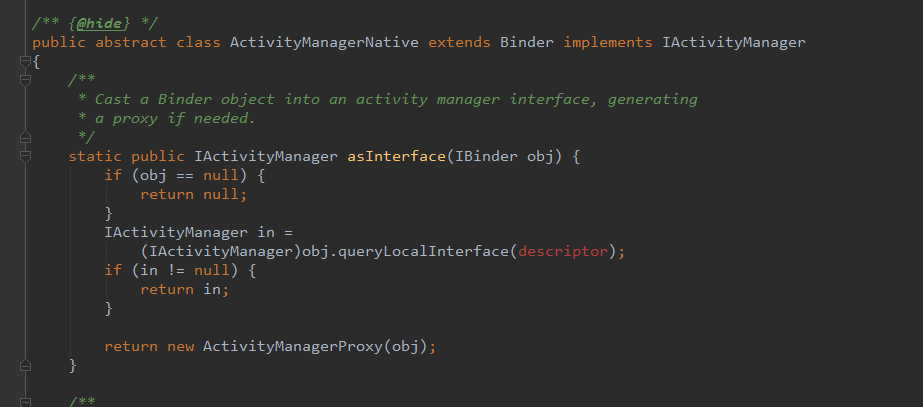 /** {@hide} */
public abstract class ActivityManagerNative extends Binder implements IActivityManager
{
    /**
     * Cast a Binder object into an activity manager interface, generating
     * a proxy if needed.
     */
    static public IActivityManager asInterface(IBinder obj) {
        if (obj == null) {
            return null;
        }
        IActivityManager in =
            (IActivityManager)obj.queryLocalInterface(descriptor);
        if (in != null) {
            return in;
        }

        return new ActivityManagerProxy(obj);
    }

    /**